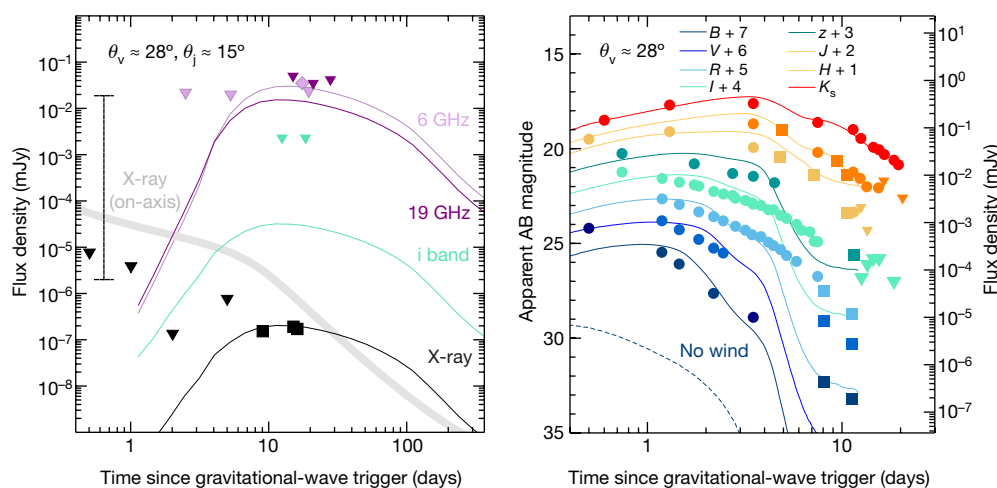 θv ≈ 28º, θj ≈ 15º
10⁻¹
10⁻²
10⁻³
10⁻⁴
10⁻⁵
10⁻⁶
10⁻⁷
10⁻⁸
Flux density (mJy)
6 GHz
X-ray
(on-axis)
19 GHz
i band
X-ray
1
10
100
Time since gravitational-wave trigger (days)
θv ≈ 28º
B + 7
V + 6
R + 5
I + 4
z + 3
J + 2
H + 1
Ks
13
15
20
25
30
35
Apparent AB magnitude
No wind
10¹
10⁰
10⁻¹
10⁻²
10⁻³
10⁻⁴
10⁻⁵
10⁻⁶
10⁻⁷
Flux density (mJy)
1
10
Time since gravitational-wave trigger (days)